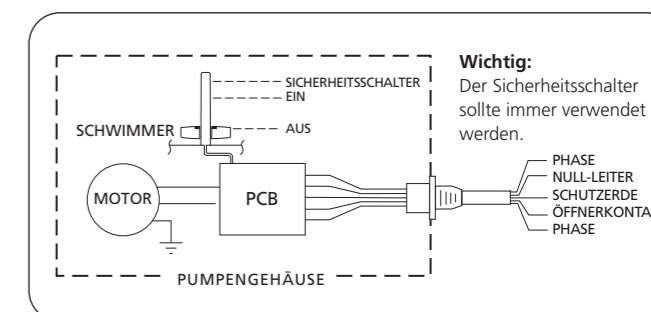 Wichtig:
Der Sicherheitsschalter
sollte immer verwendet
werden.
SICHERHEITSSCHALTER
EIN
SCHWIMMER
AUS
MOTOR
PCB
PHASE
NULL-LEITER
SCHUTZERDE
ÖFFNERKONTA
PHASE
PUMPENGEHÄUSE